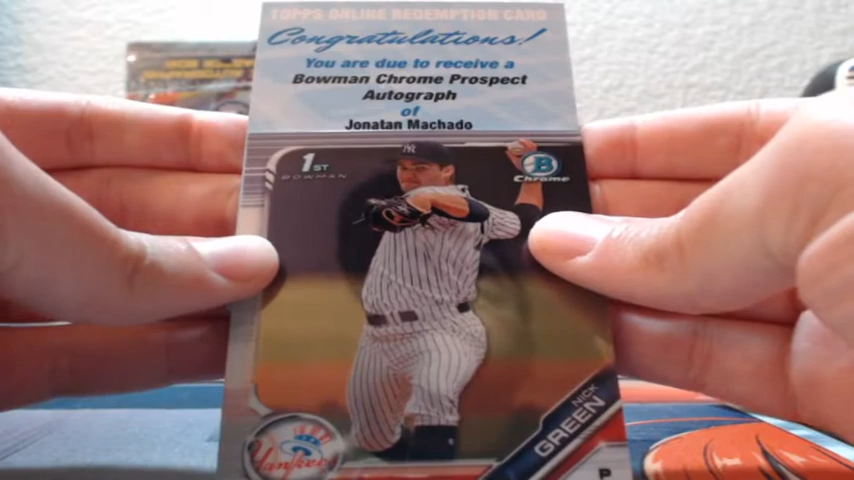 TOPPS ONLINE REDEMPTION CARD
Congratulations!
You are due to receive a
Bowman Chrome Prospect
Autograph
of
Jonatan Machado
1ST
BOWMAN
NY
B
Chrome
NICK
GREEN
Yankees
P